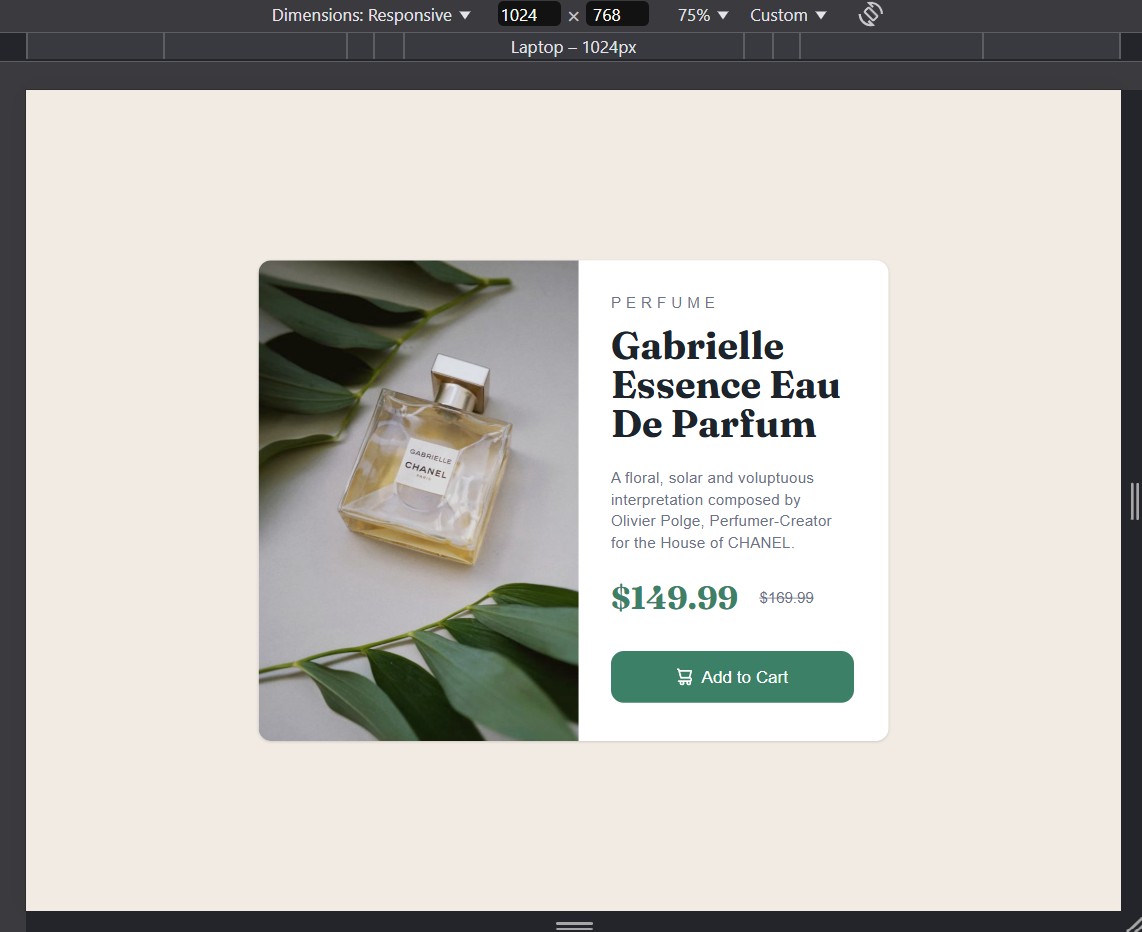 Dimensions: Responsive ▼ 1024 × 768 75% ▼ Custom ▼
Laptop – 1024px
PERFUME
Gabrielle
Essence Eau
De Parfum
GABRIELLE
CHANEL
PARIS
A floral, solar and voluptuous
interpretation composed by
Olivier Polge, Perfumer-Creator
for the House of CHANEL.
$149.99 $169.99
Add to Cart